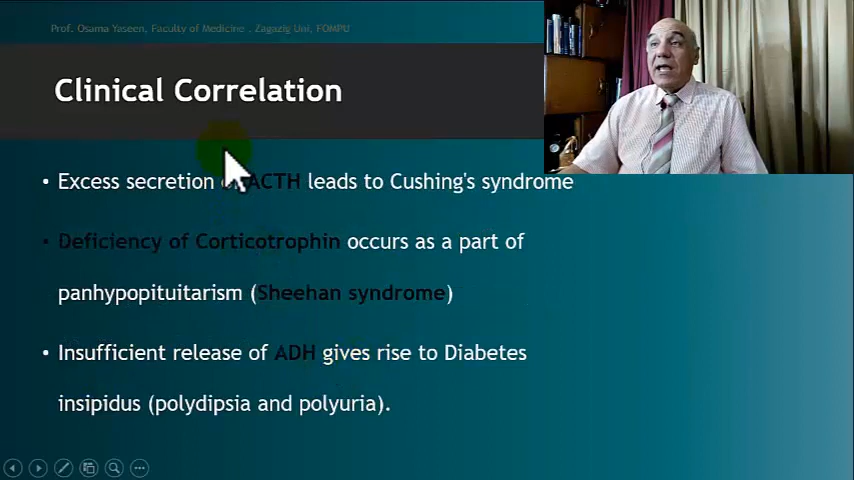 Prof. Osama Yaseen, Faculty of Medicine , Zagazig Uni, FOMPU
Clinical Correlation
• Excess secretion ACTH leads to Cushing's syndrome
• Deficiency of Corticotrophin occurs as a part of
panhypopituitarism (Sheehan syndrome)
• Insufficient release of ADH gives rise to Diabetes
insipidus (polydipsia and polyuria).